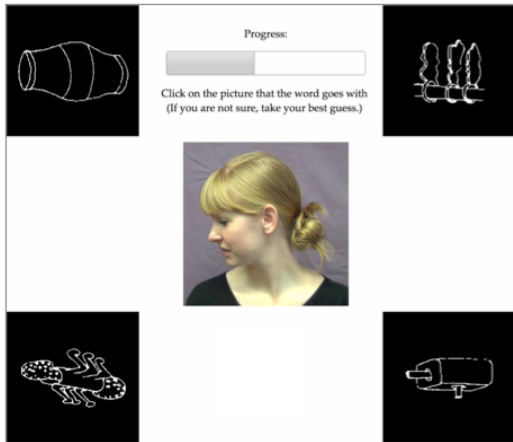 Progress:
Click on the picture that the word goes with
(If you are not sure, take your best guess.)